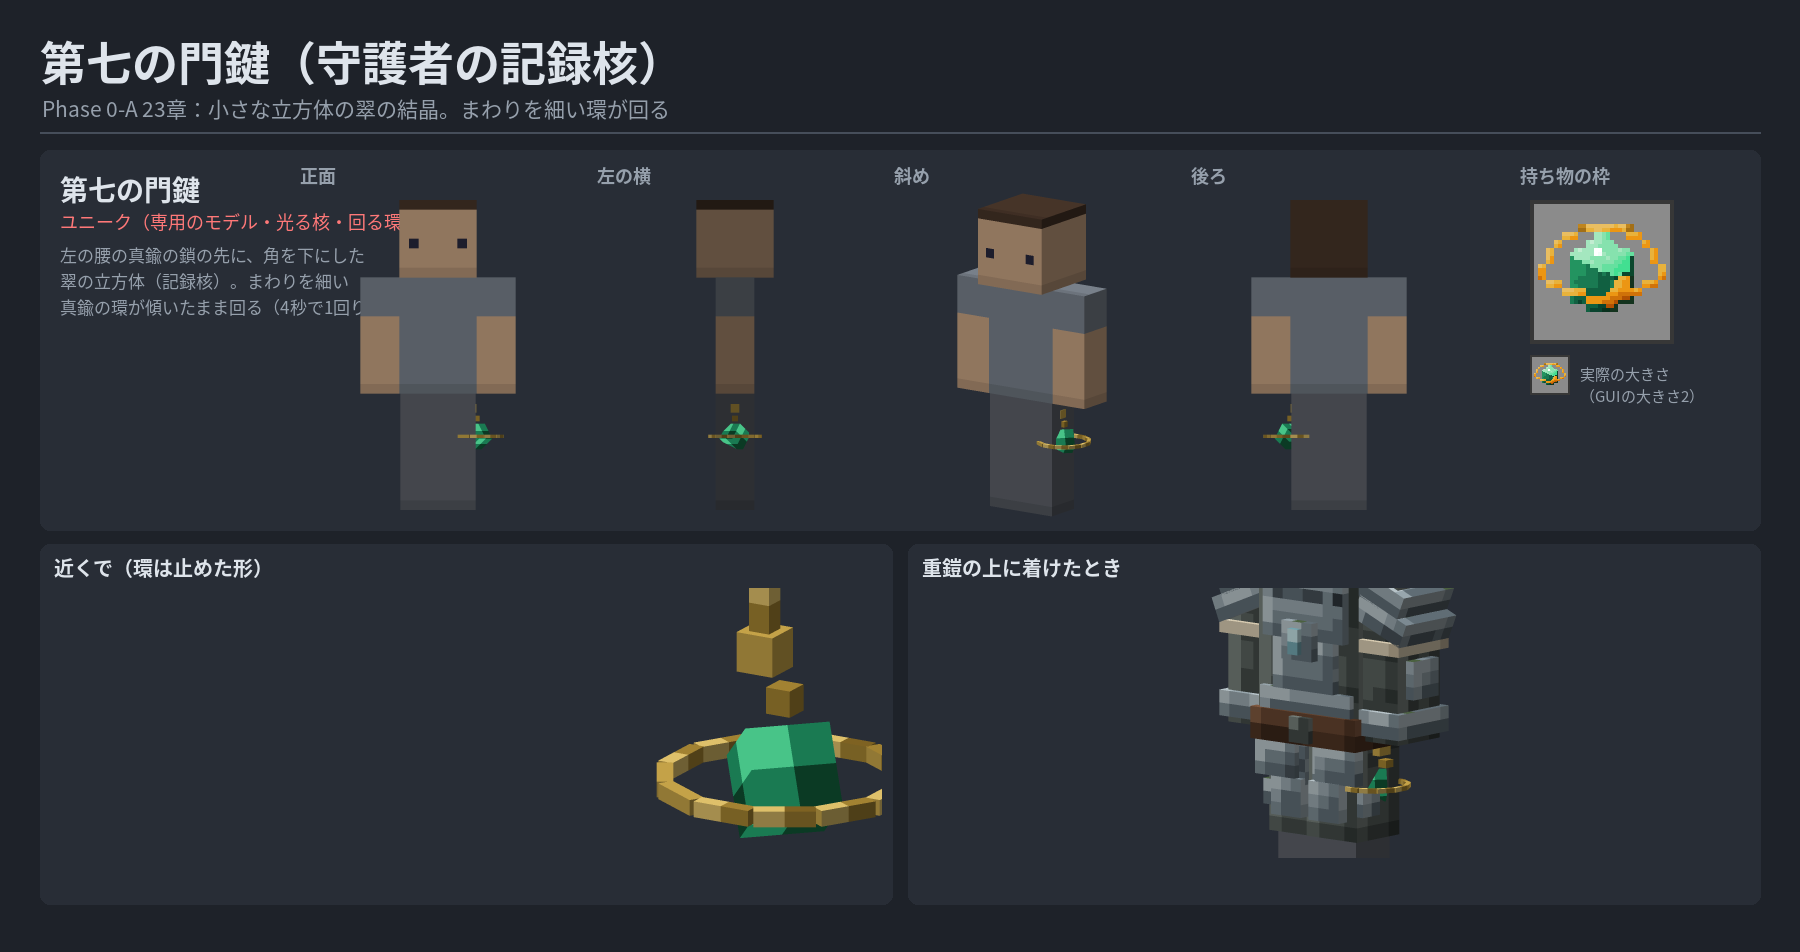 第七の門鍵（守護者の記録核）
Phase 0-A 23章：小さな立方体の翠の結晶。まわりを細い環が回る
第七の門鍵
ユニーク（専用のモデル・光る核・回る環
左の腰の真鍮の鎖の先に、角を下にした
翠の立方体（記録核）。まわりを細い
真鍮の環が傾いたまま回る（4秒で1回り
正面
左の横
斜め
後ろ
持ち物の枠
実際の大きさ
（GUIの大きさ2）
近くで（環は止めた形）
重鎧の上に着けたとき